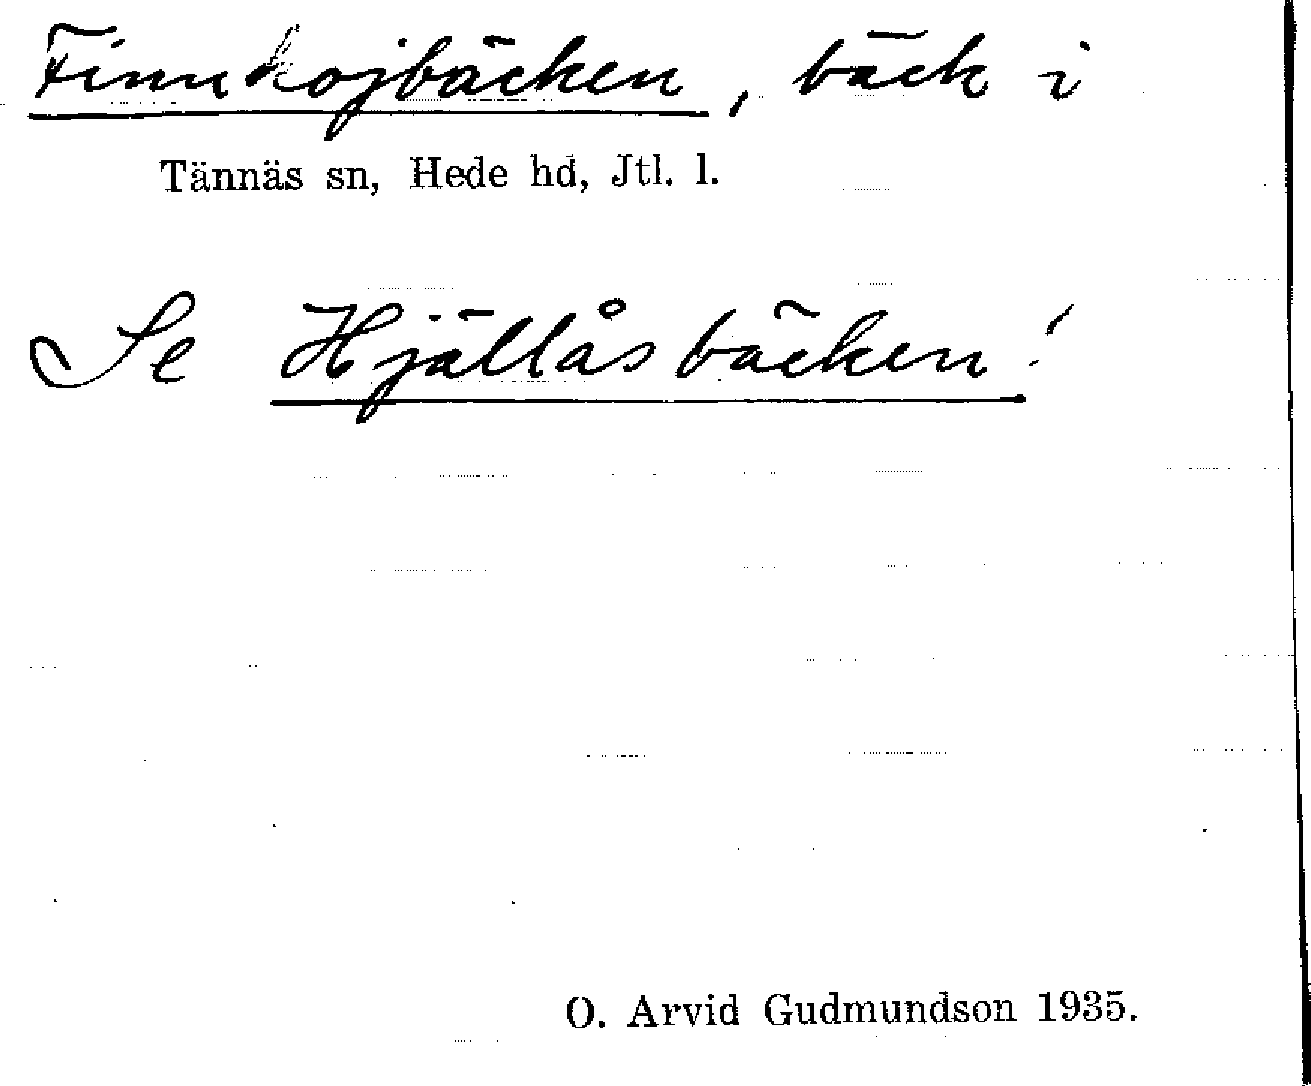 Finnkojbäcken, bäck i
Tännäs sn, Hede hd, Jtl. l.
Se Hjällåsbäcken!
O. Arvid Gudmundson 1935.